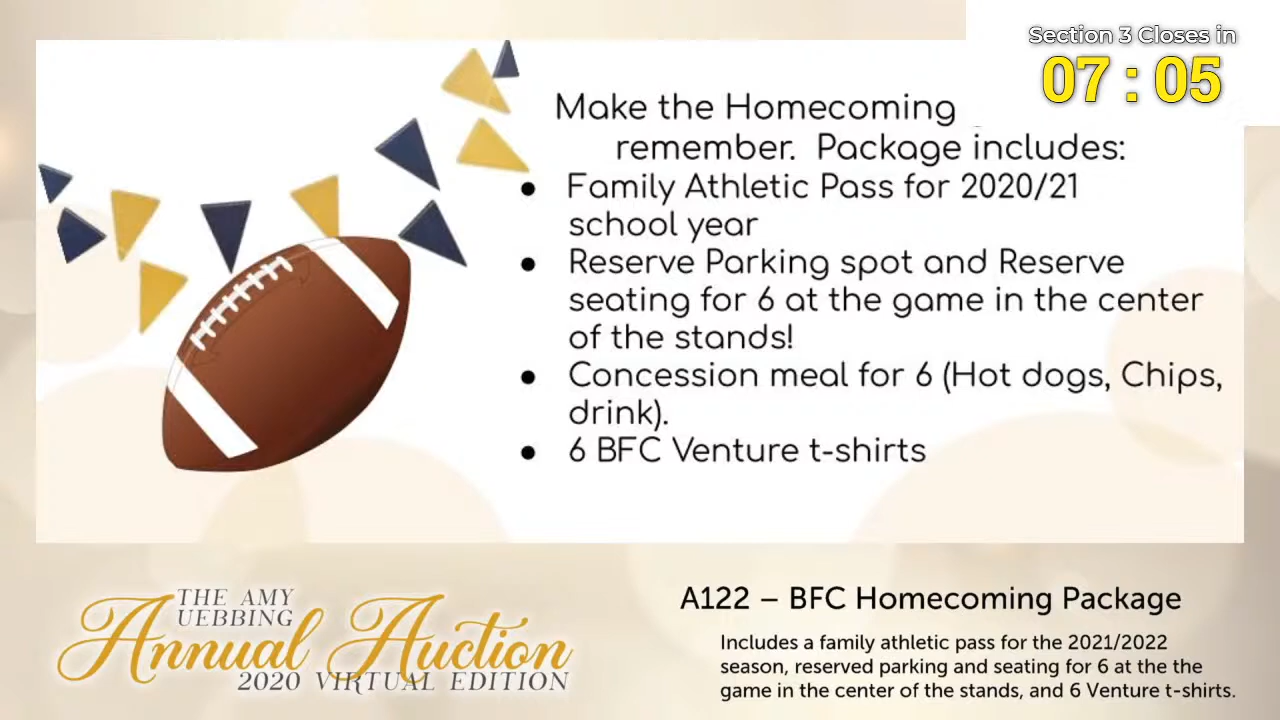 Section 3 Closes in
07 : 05
Make the Homecoming
remember. Package includes:
● Family Athletic Pass for 2020/21
school year
● Reserve Parking spot and Reserve
seating for 6 at the game in the center
of the stands!
● Concession meal for 6 (Hot dogs, Chips,
drink).
● 6 BFC Venture t-shirts
THE AMY
UEBBING
Annual Auction
2020 VIRTUAL EDITION
A122 – BFC Homecoming Package
Includes a family athletic pass for the 2021/2022
season, reserved parking and seating for 6 at the the
game in the center of the stands, and 6 Venture t-shirts.